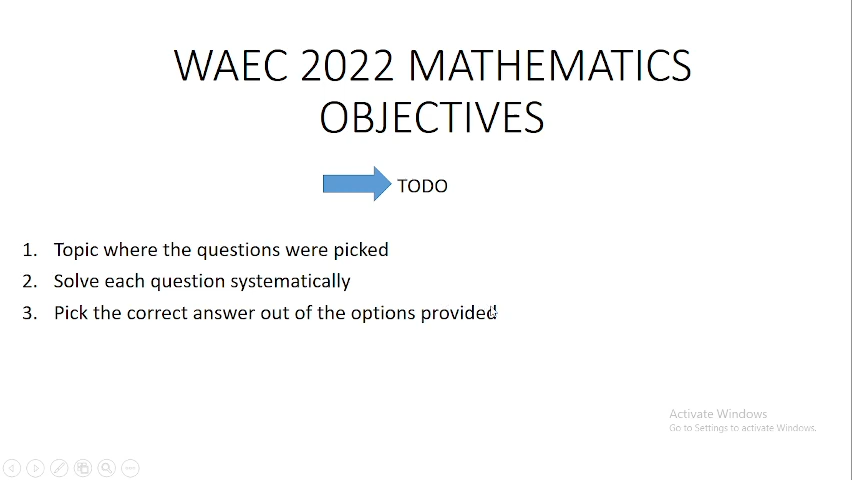 WAEC 2022 MATHEMATICS
OBJECTIVES
TODO
1. Topic where the questions were picked
2. Solve each question systematically
3. Pick the correct answer out of the options provided
Activate Windows
Go to Settings to activate Windows.